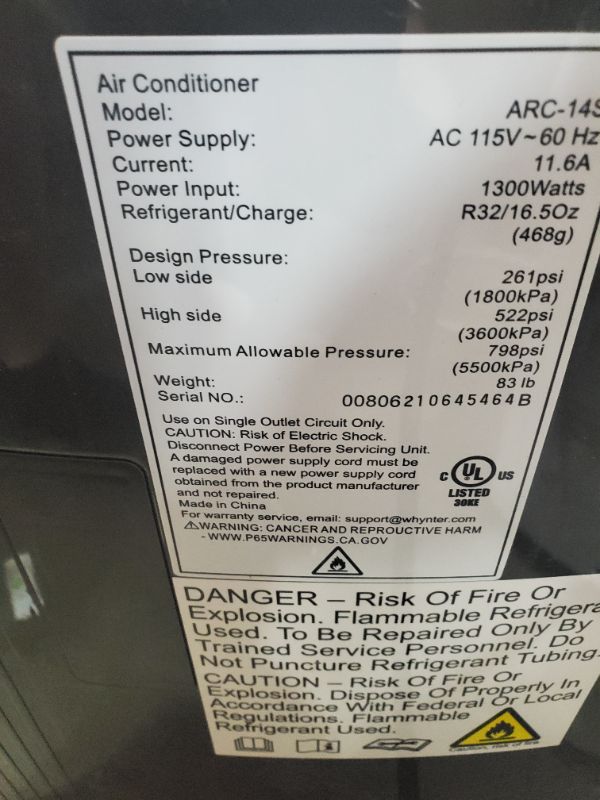 Air Conditioner
Model: ARC-14S
Power Supply: AC 115V~60 Hz
Current: 11.6A
Power Input: 1300Watts
Refrigerant/Charge: R32/16.5Oz
(468g)
Design Pressure:
Low side 261psi
(1800kPa)
High side 522psi
(3600kPa)
Maximum Allowable Pressure: 798psi
(5500kPa)
Weight: 83 lb
Serial NO.: 00806210645464B
Use on Single Outlet Circuit Only.
CAUTION: Risk of Electric Shock.
Disconnect Power Before Servicing Unit.
A damaged power supply cord must be
replaced with a new power supply cord
obtained from the product manufacturer
and not repaired.
Made in China
For warranty service, email: support@whynter.com
WARNING: CANCER AND REPRODUCTIVE HARM
- WWW.P65WARNINGS.CA.GOV
C UL US
LISTED
30KE
DANGER – Risk Of Fire Or
Explosion. Flammable Refrigera
Used. To Be Repaired Only By
Trained Service Personnel. Do
Not Puncture Refrigerant Tubing.
CAUTION – Risk Of Fire Or
Explosion. Dispose Of Properly In
Accordance With Federal Or Local
Regulations. Flammable
Refrigerant Used.
Caution, risk of fire